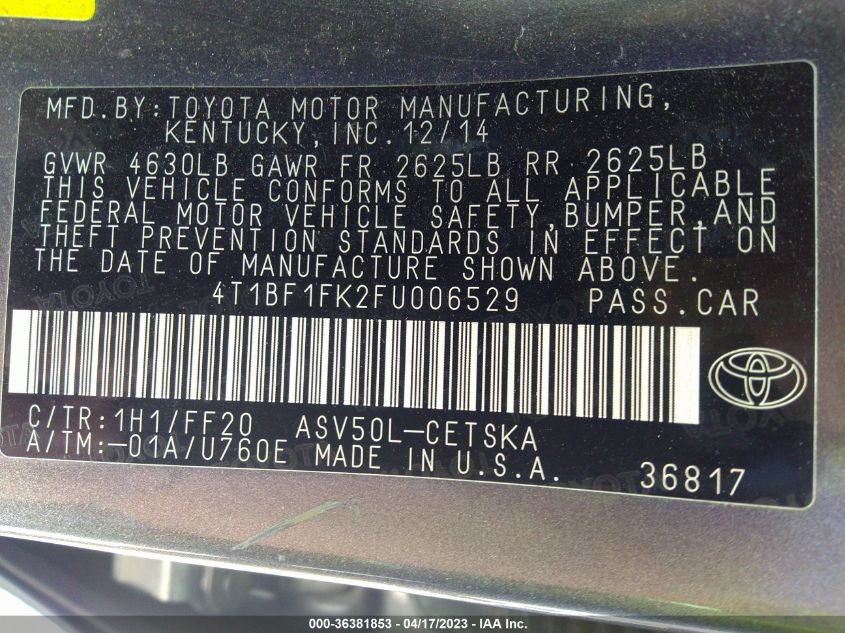 MFD.BY:TOYOTA MOTOR MANUFACTURING,
KENTUCKY,INC.12/14
GVWR 4630LB GAWR FR 2625LB RR 2625LB
THIS VEHICLE CONFORMS TO ALL APPLICABLE
FEDERAL MOTOR VEHICLE SAFETY,BUMPER,AND
THEFT PREVENTION STANDARDS IN EFFECT ON
THE DATE OF MANUFACTURE SHOWN ABOVE.
4T1BF1FK2FU006529 PASS.CAR
C/TR:1H1/FF20 ASV50L-CETSKA
A/TM:-01A/U760E MADE IN U.S.A. 36817
000-36381853 - 04/17/2023 - IAA Inc.